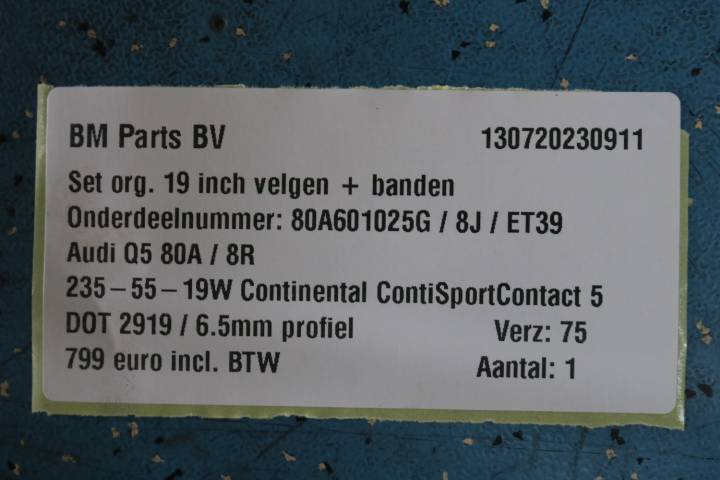 BM Parts BV 130720230911
Set org. 19 inch velgen + banden
Onderdeelnummer: 80A601025G / 8J / ET39
Audi Q5 80A / 8R
235-55-19W Continental ContiSportContact 5
DOT 2919 / 6.5mm profiel Verz: 75
799 euro incl. BTW Aantal: 1